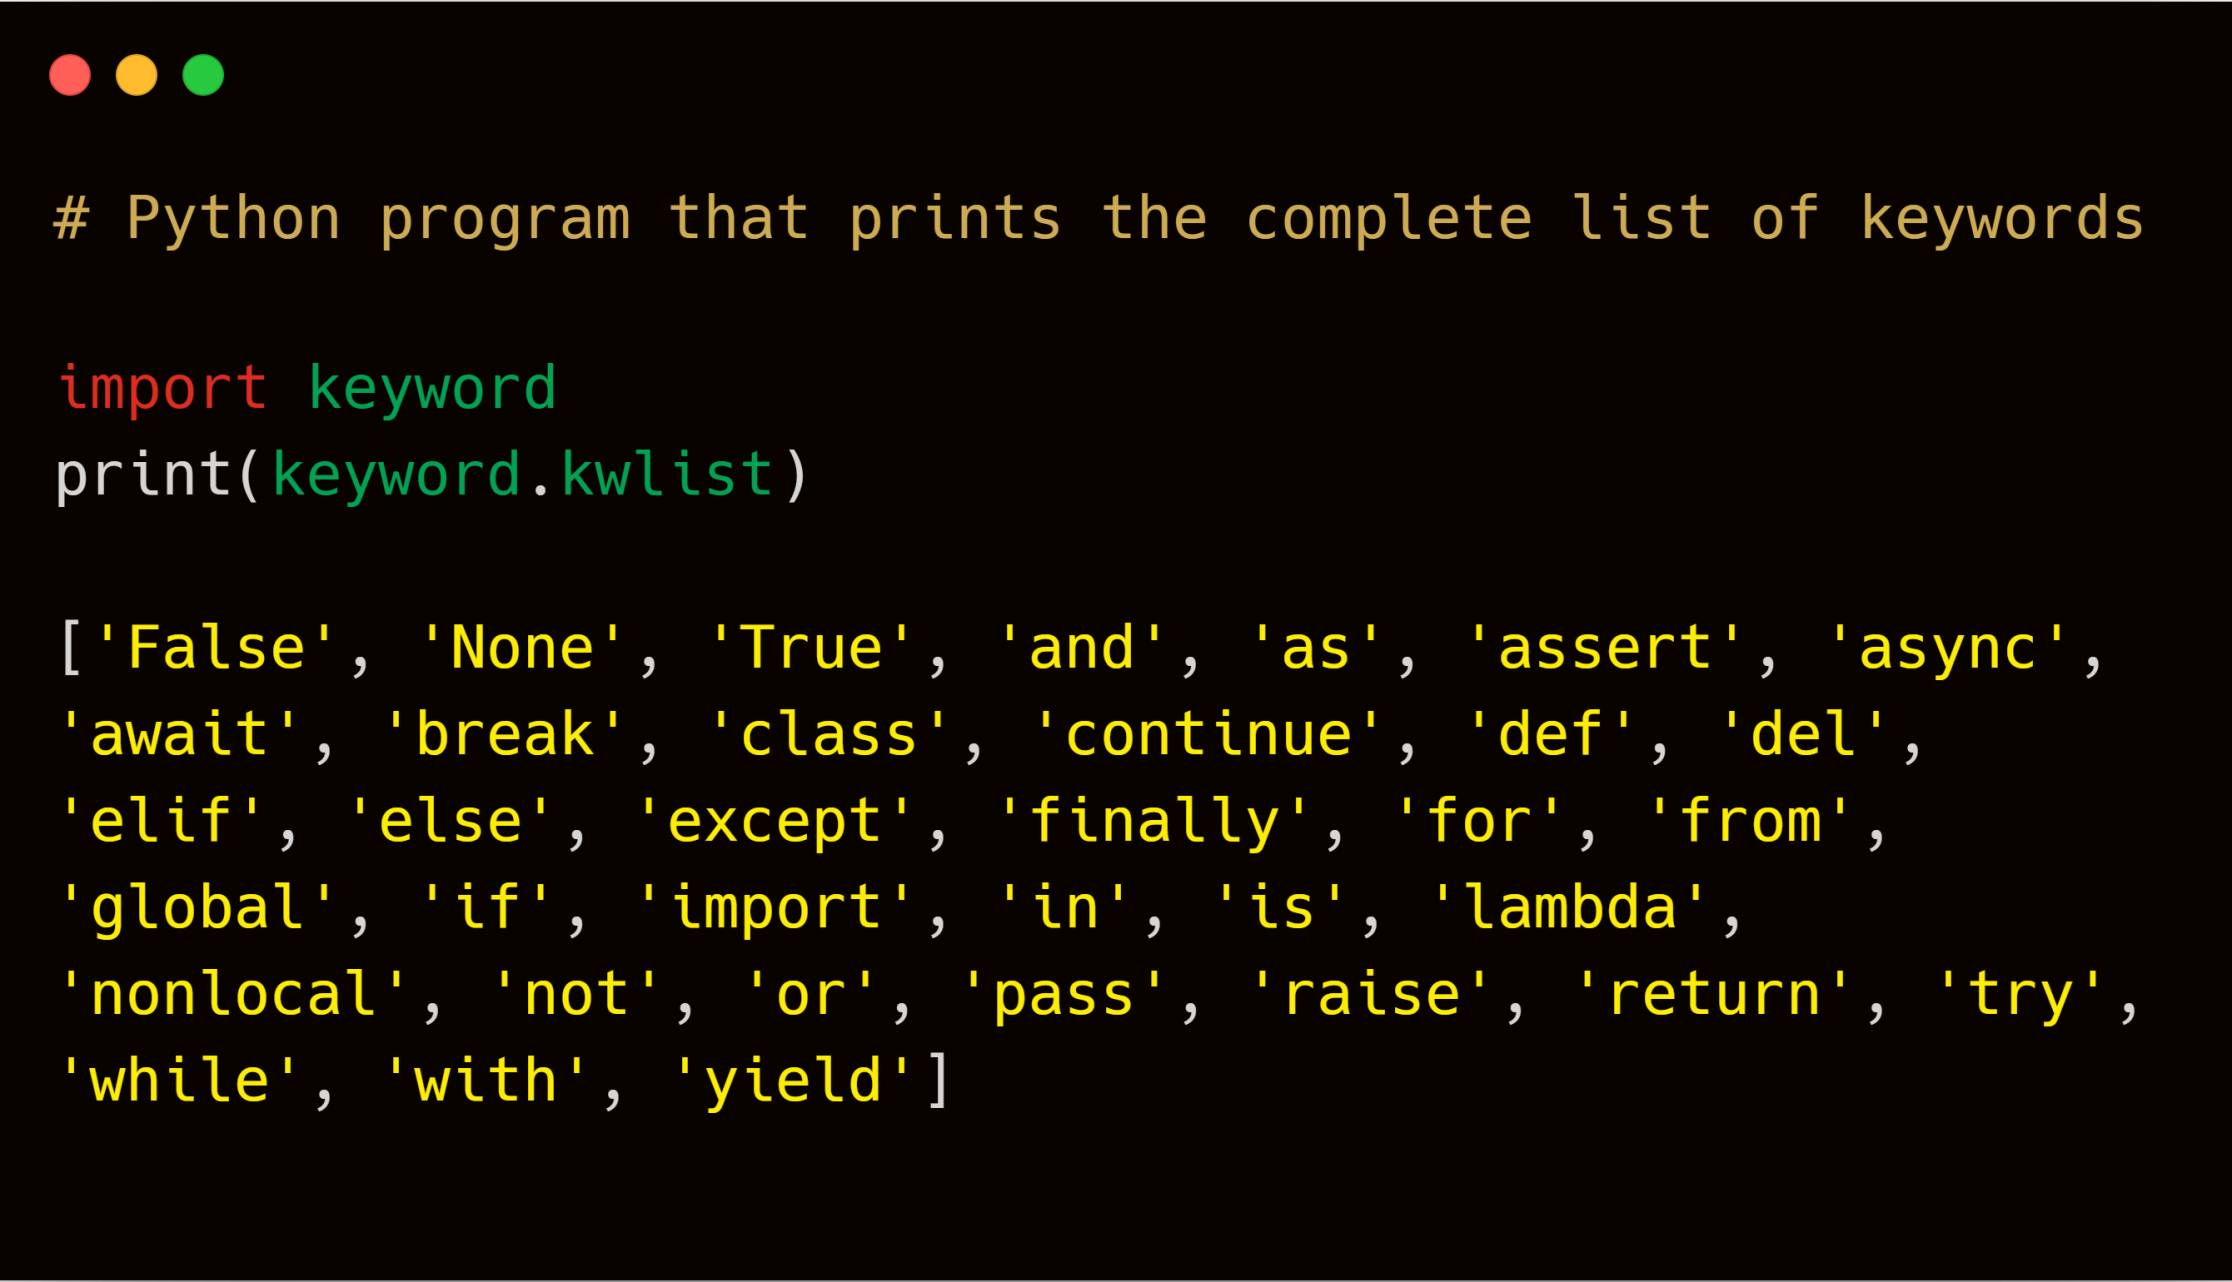 # Python program that prints the complete list of keywords
import keyword
print(keyword.kwlist)
['False', 'None', 'True', 'and', 'as', 'assert', 'async',
'await', 'break', 'class', 'continue', 'def', 'del',
'elif', 'else', 'except', 'finally', 'for', 'from',
'global', 'if', 'import', 'in', 'is', 'lambda',
'nonlocal', 'not', 'or', 'pass', 'raise', 'return', 'try',
'while', 'with', 'yield']